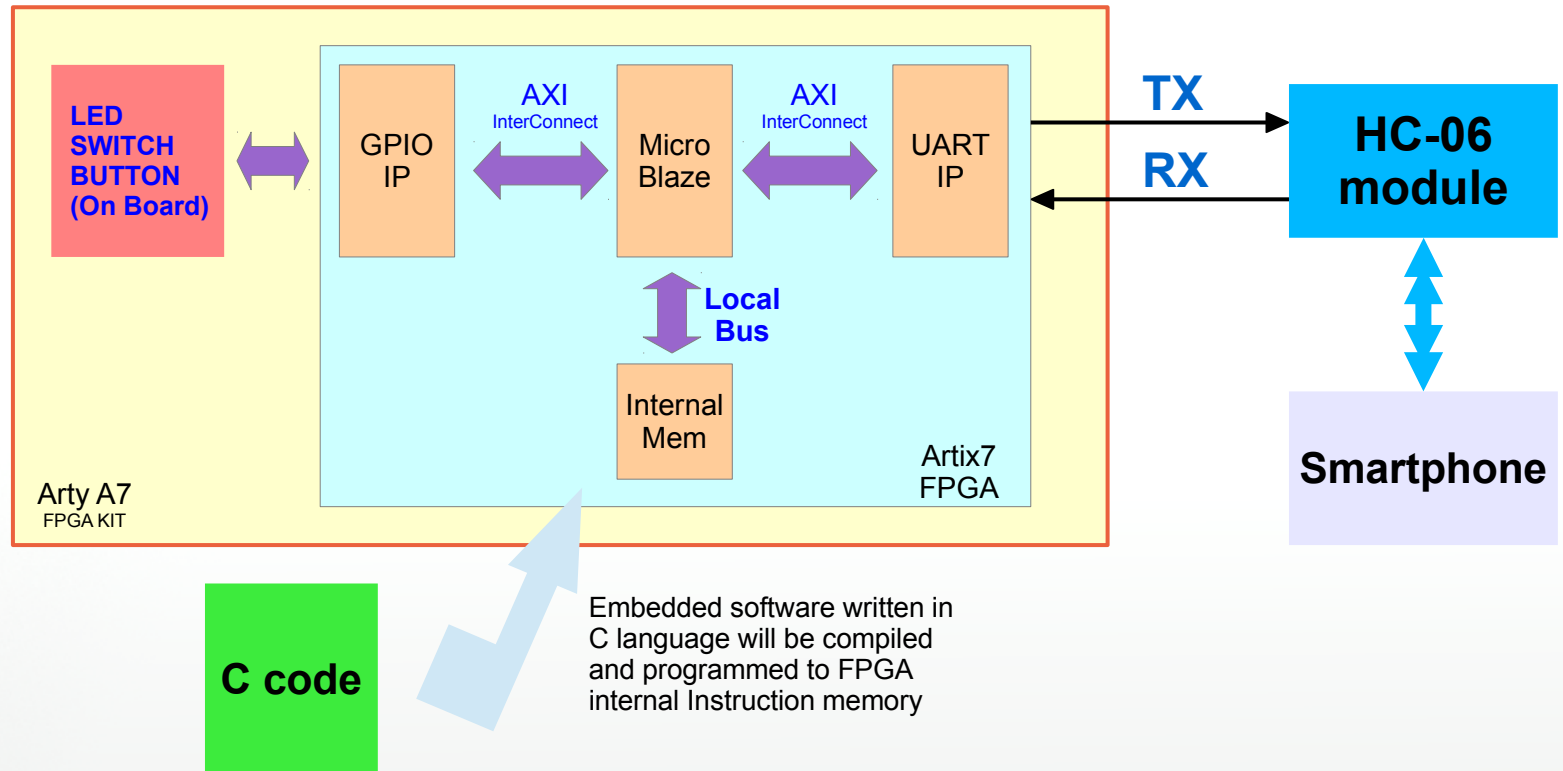 LED
SWITCH
BUTTON
(On Board)
GPIO
IP
AXI
InterConnect
Micro
Blaze
AXI
InterConnect
UART
IP
TX
RX
HC-06
module
Local
Bus
Internal
Mem
Artix7
FPGA
Arty A7
FPGA KIT
Smartphone
C code
Embedded software written in
C language will be compiled
and programmed to FPGA
internal Instruction memory